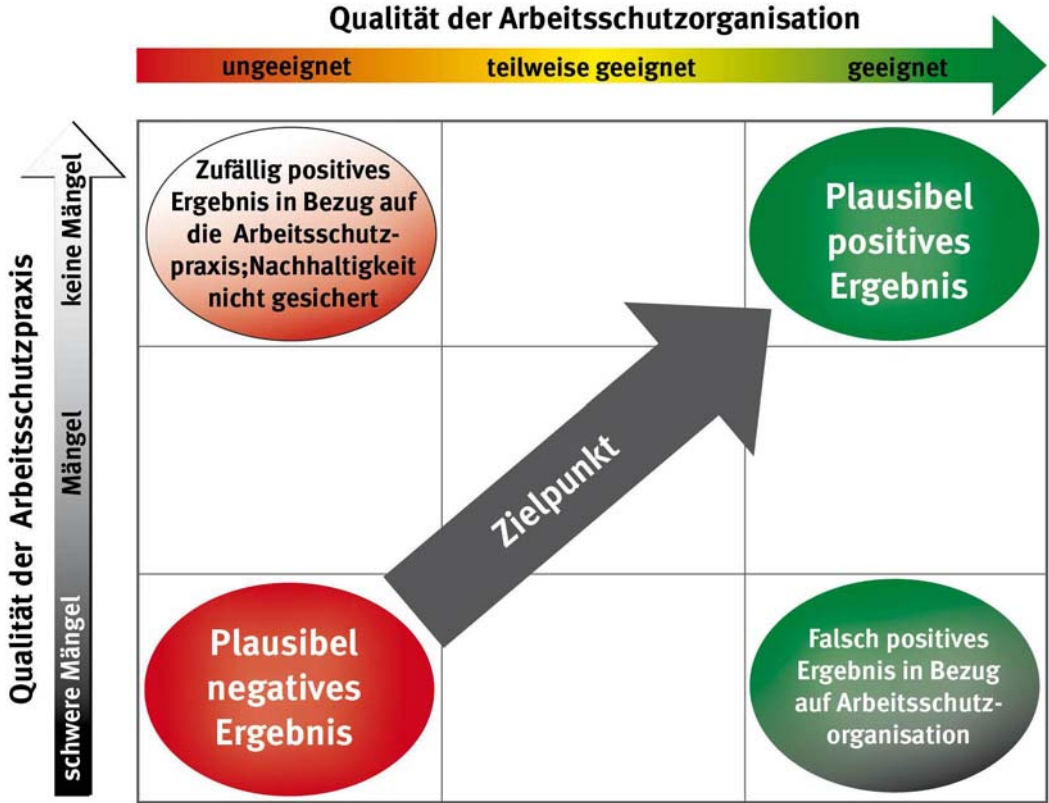 Qualität der Arbeitsschutzorganisation
ungeeignet
teilweise geeignet
geeignet
Qualität der Arbeitsschutzpraxis
keine Mängel
Mängel
schwere Mängel
Zufällig positives
Ergebnis in Bezug auf
die Arbeitsschutz-
praxis;Nachhaltigkeit
nicht gesichert
Plausibel
positives
Ergebnis
Zielpunkt
Plausibel
negatives
Ergebnis
Falsch positives
Ergebnis in Bezug
auf Arbeitsschutz-
organisation